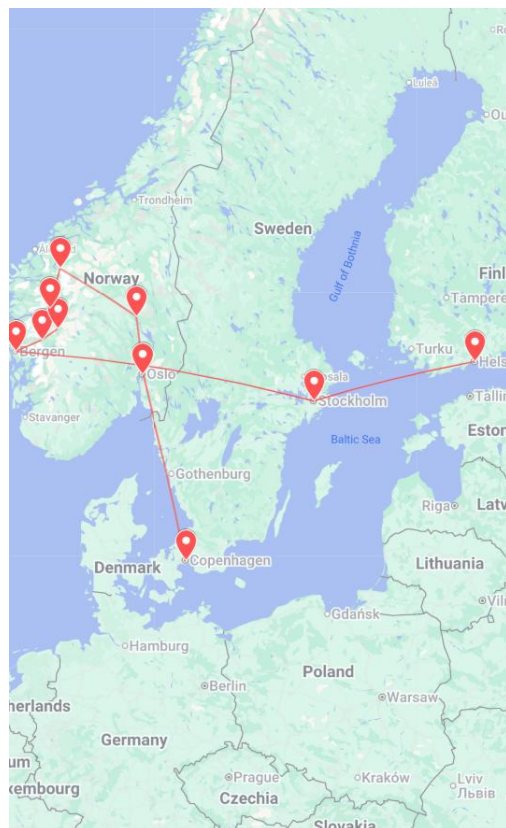 Luleå
Ou
Trondheim
Sweden
Gulf of Bothnia
Norway
Finl
Tampere
Bergen
Turku
Hels
Oslo
Stockholm
Tallin
Stavanger
Baltic Sea
Eston
Gothenburg
Riga
Latv
Copenhagen
Denmark
Lithuania
Viln
Gdańsk
Hamburg
Poland
Berlin
Warsaw
herlands
Germany
um
Prague
Kraków
Lviv
xembourg
Львів
Czechia
Slovakia